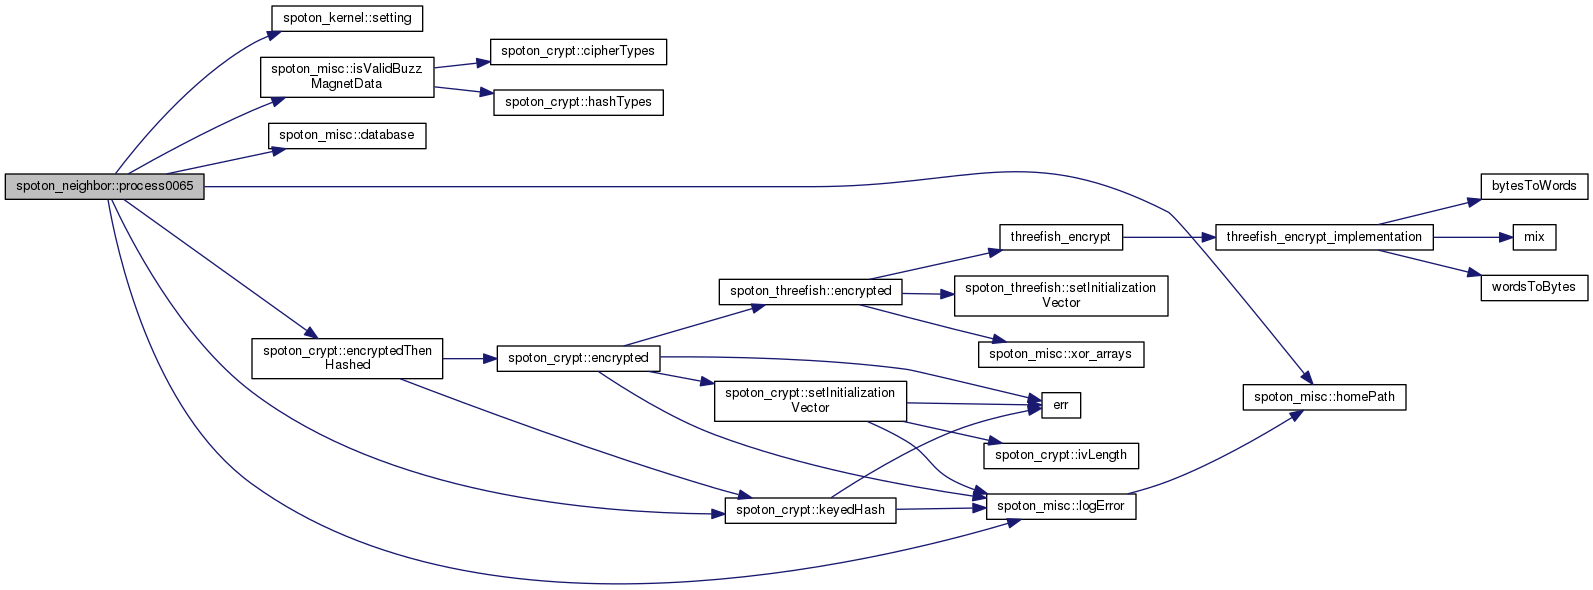 spoton_kernel::setting
spoton_crypt::cipherTypes
spoton_misc::isValidBuzz
MagnetData
spoton_crypt::hashTypes
spoton_misc::database
spoton_neighbor::process0065
bytesToWords
threefish_encrypt
threefish_encrypt_implementation
mix
spoton_threefish::encrypted
spoton_threefish::setInitialization
Vector
wordsToBytes
spoton_crypt::encryptedThen
Hashed
spoton_crypt::encrypted
spoton_misc::xor_arrays
spoton_crypt::setInitialization
Vector
err
spoton_misc::homePath
spoton_crypt::ivLength
spoton_crypt::keyedHash
spoton_misc::logError